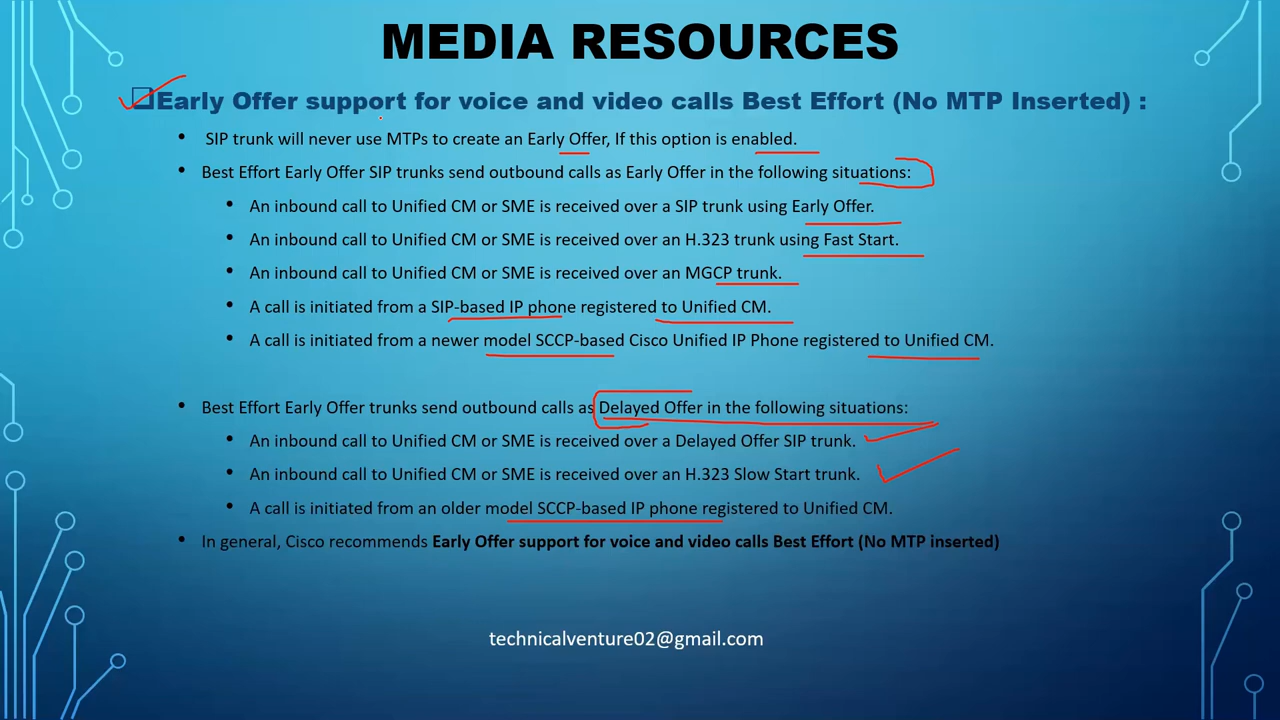 MEDIA RESOURCES
Early Offer support for voice and video calls Best Effort (No MTP Inserted) :
• SIP trunk will never use MTPs to create an Early Offer, If this option is enabled.
• Best Effort Early Offer SIP trunks send outbound calls as Early Offer in the following situations:
• An inbound call to Unified CM or SME is received over a SIP trunk using Early Offer.
• An inbound call to Unified CM or SME is received over an H.323 trunk using Fast Start.
• An inbound call to Unified CM or SME is received over an MGCP trunk.
• A call is initiated from a SIP-based IP phone registered to Unified CM.
• A call is initiated from a newer model SCCP-based Cisco Unified IP Phone registered to Unified CM.
• Best Effort Early Offer trunks send outbound calls as Delayed Offer in the following situations:
• An inbound call to Unified CM or SME is received over a Delayed Offer SIP trunk.
• An inbound call to Unified CM or SME is received over an H.323 Slow Start trunk.
• A call is initiated from an older model SCCP-based IP phone registered to Unified CM.
• In general, Cisco recommends Early Offer support for voice and video calls Best Effort (No MTP inserted)
technicalventure02@gmail.com